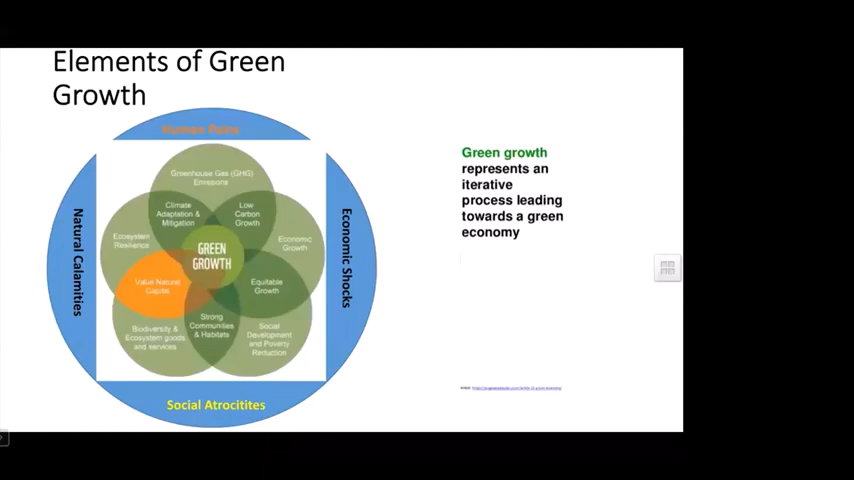 Elements of Green
Growth
Human
Greenhouse Gas (GHG)
Emissions
Climate
Adaptation &
Mitigation
Low
Carbon
Growth
Ecosystem
Resilience
GREEN
GROWTH
Economic
Growth
Value Natural
Capital
Equitable
Growth
Biodiversity &
Ecosystem goods
and services
Strong
Communities
& Habitats
Social
Development
and Poverty
Reduction
Natural Calamities
Economic Shocks
Social Atrocitites
Green growth
represents an
iterative
process leading
towards a green
economy